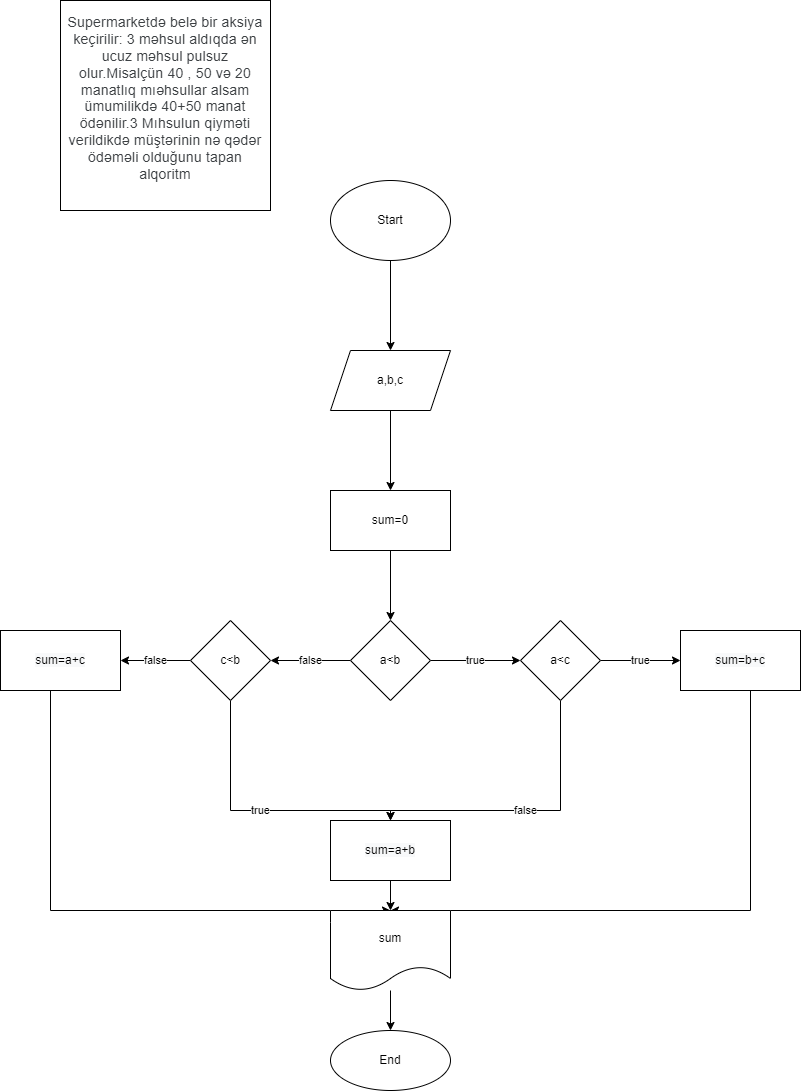 Supermarketdə belə bir aksiya
keçirilir: 3 məhsul aldıqda ən
ucuz məhsul pulsuz
olur.Misalçün 40 , 50 və 20
manatlıq mıəhsullar alsam
ümumilikdə 40+50 manat
ödənilir.3 Mıhsulun qiyməti
verildikdə müştərinin nə qədər
ödəməli olduğunu tapan
alqoritm
Start
a,b,c
sum=0
sum=a+c
false
c<b
false
a<b
true
a<c
true
sum=b+c
true
false
sum=a+b
sum
End